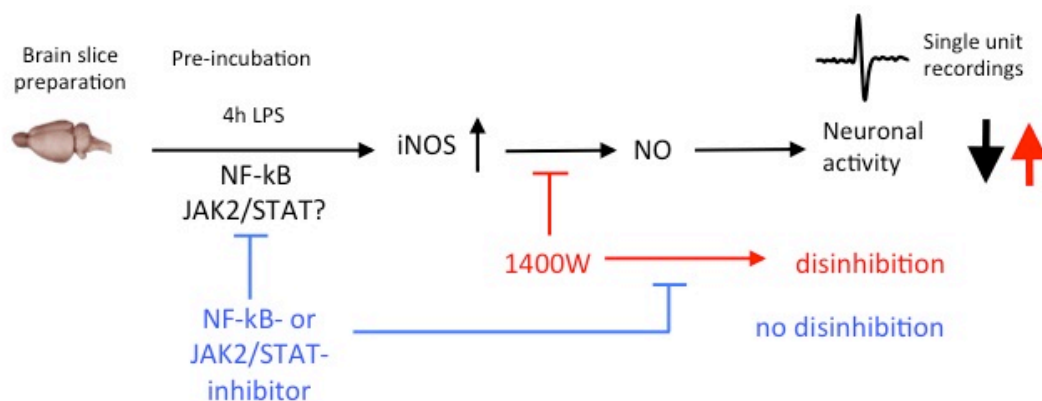 Brain slice
preparation
Pre-incubation
4h LPS
NF-kB
JAK2/STAT?
iNOS
NO
Neuronal
activity
Single unit
recordings
1400W
disinhibition
NF-kB- or
JAK2/STAT-
inhibitor
no disinhibition